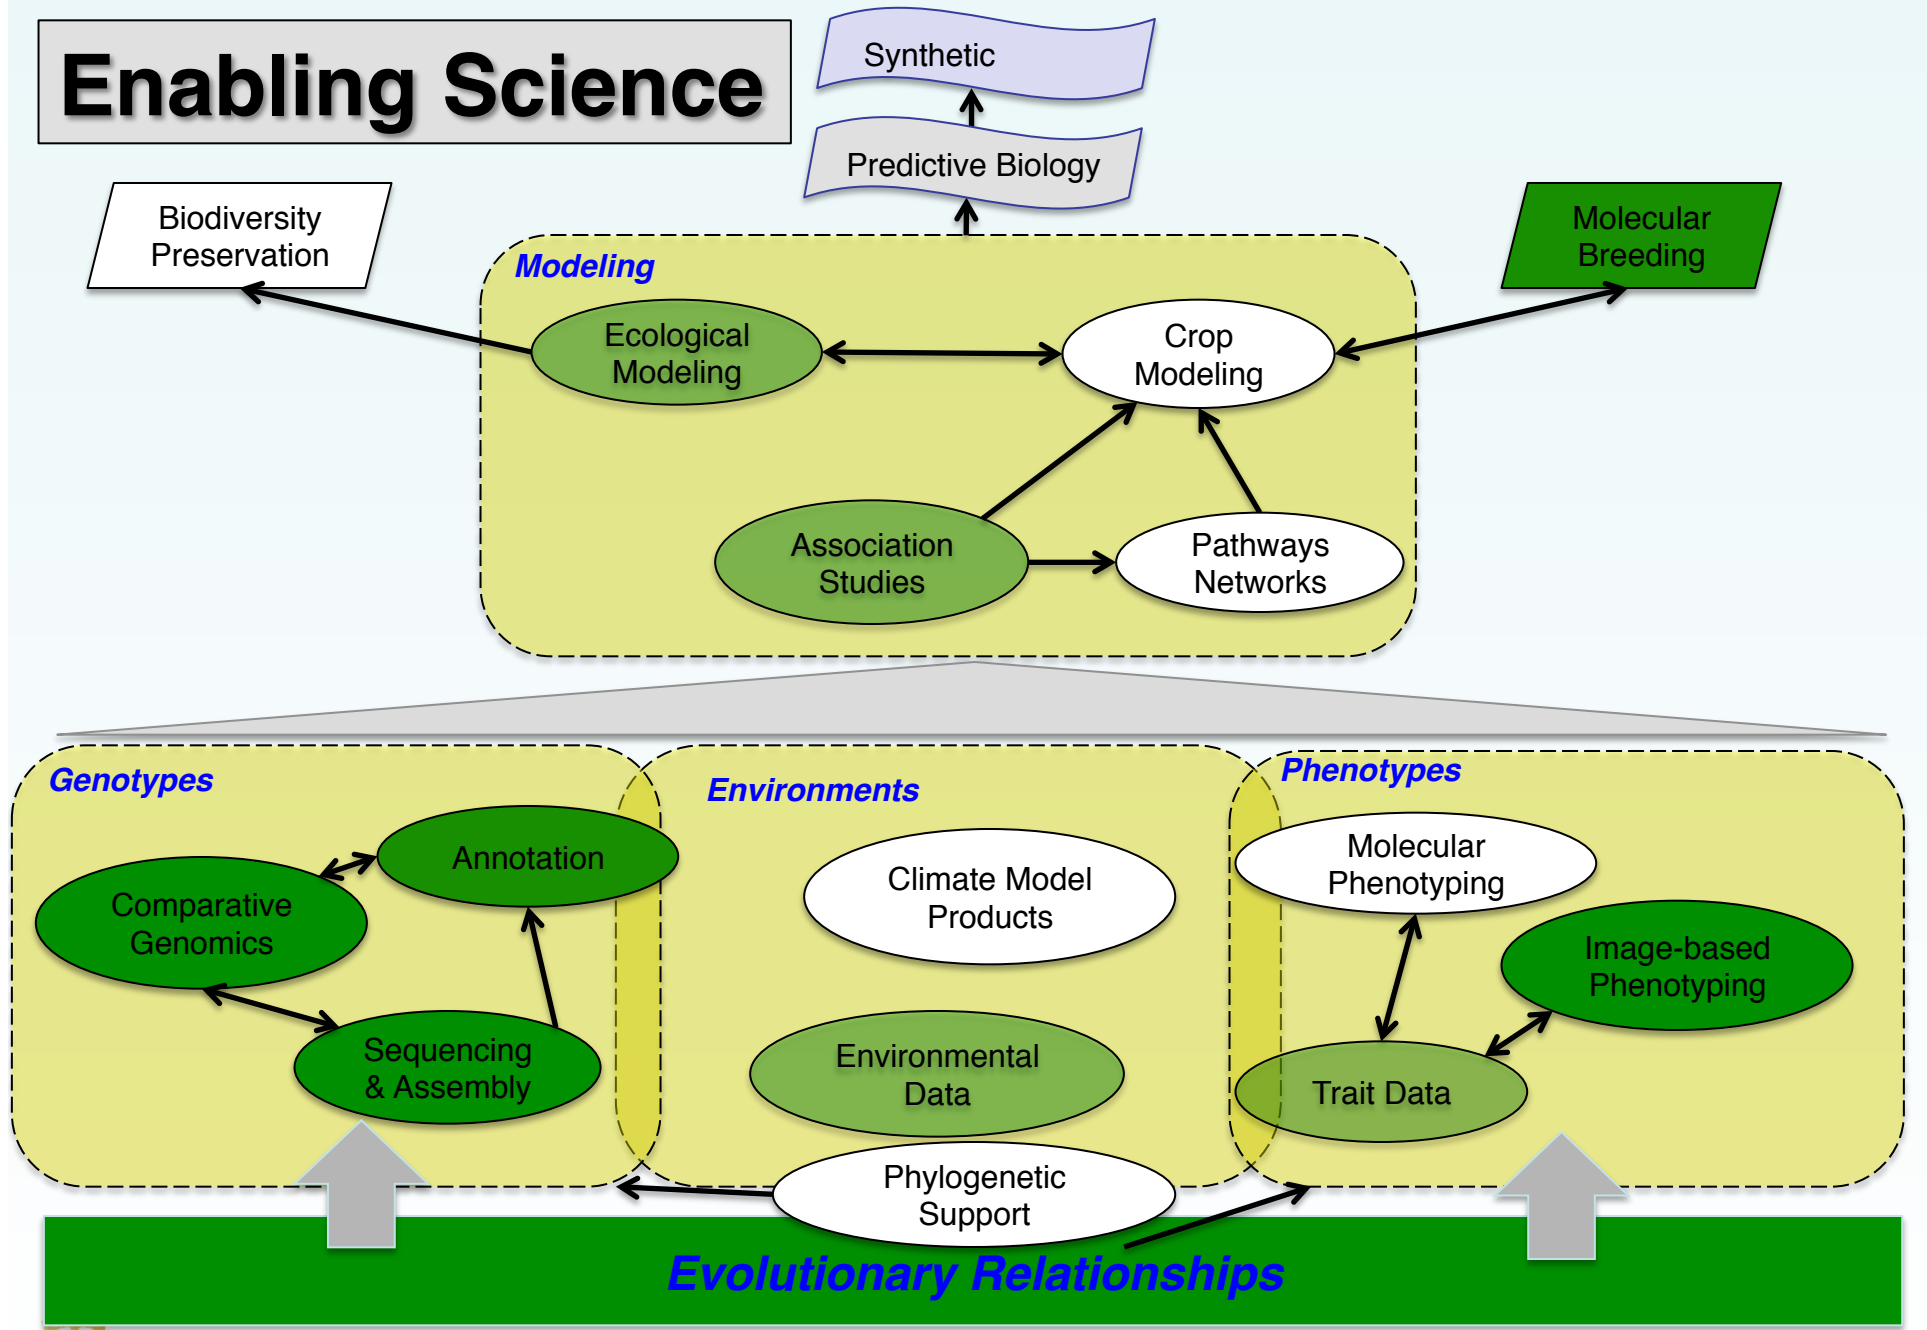 Enabling Science
Synthetic
Predictive Biology
Biodiversity
Preservation
Molecular
Breeding
Modeling
Ecological
Modeling
Crop
Modeling
Association
Studies
Pathways
Networks
Genotypes
Annotation
Comparative
Genomics
Sequencing
& Assembly
Environments
Climate Model
Products
Environmental
Data
Phenotypes
Molecular
Phenotyping
Image-based
Phenotyping
Trait Data
Phylogenetic
Support
Evolutionary Relationships